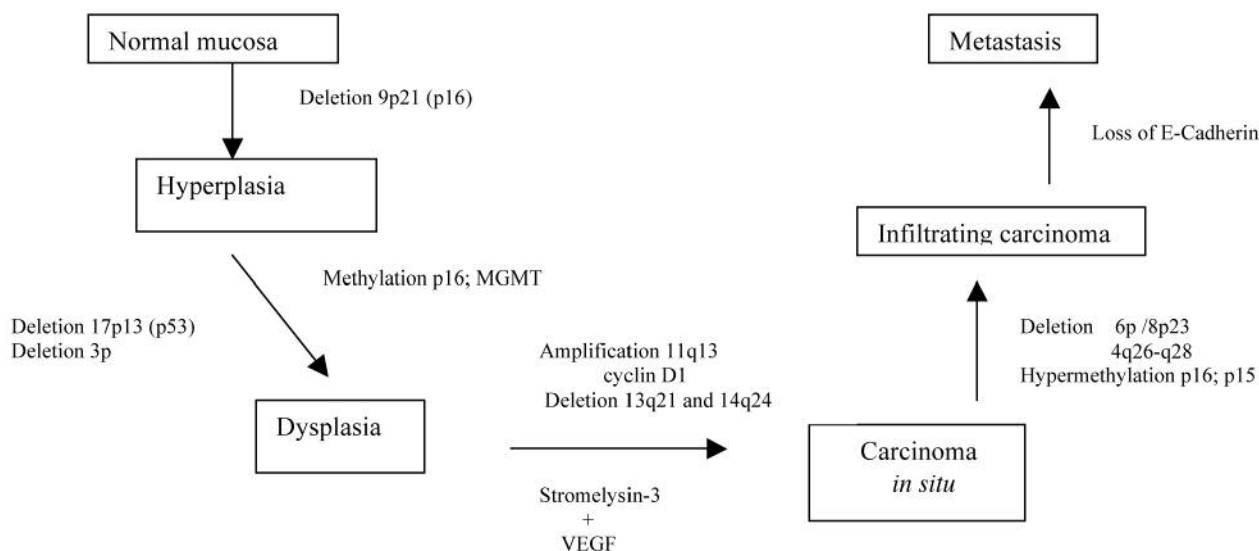 Normal mucosa
Deletion 9p21 (p16)
Hyperplasia
Methylation p16; MGMT
Deletion 17p13 (p53)
Deletion 3p
Dysplasia
Amplification 11q13
cyclin D1
Deletion 13q21 and 14q24
Stromelysin-3
+
VEGF
Carcinoma
in situ
Deletion 6p /8p23
4q26-q28
Hypermethylation p16; p15
Infiltrating carcinoma
Loss of E-Cadherin
Metastasis